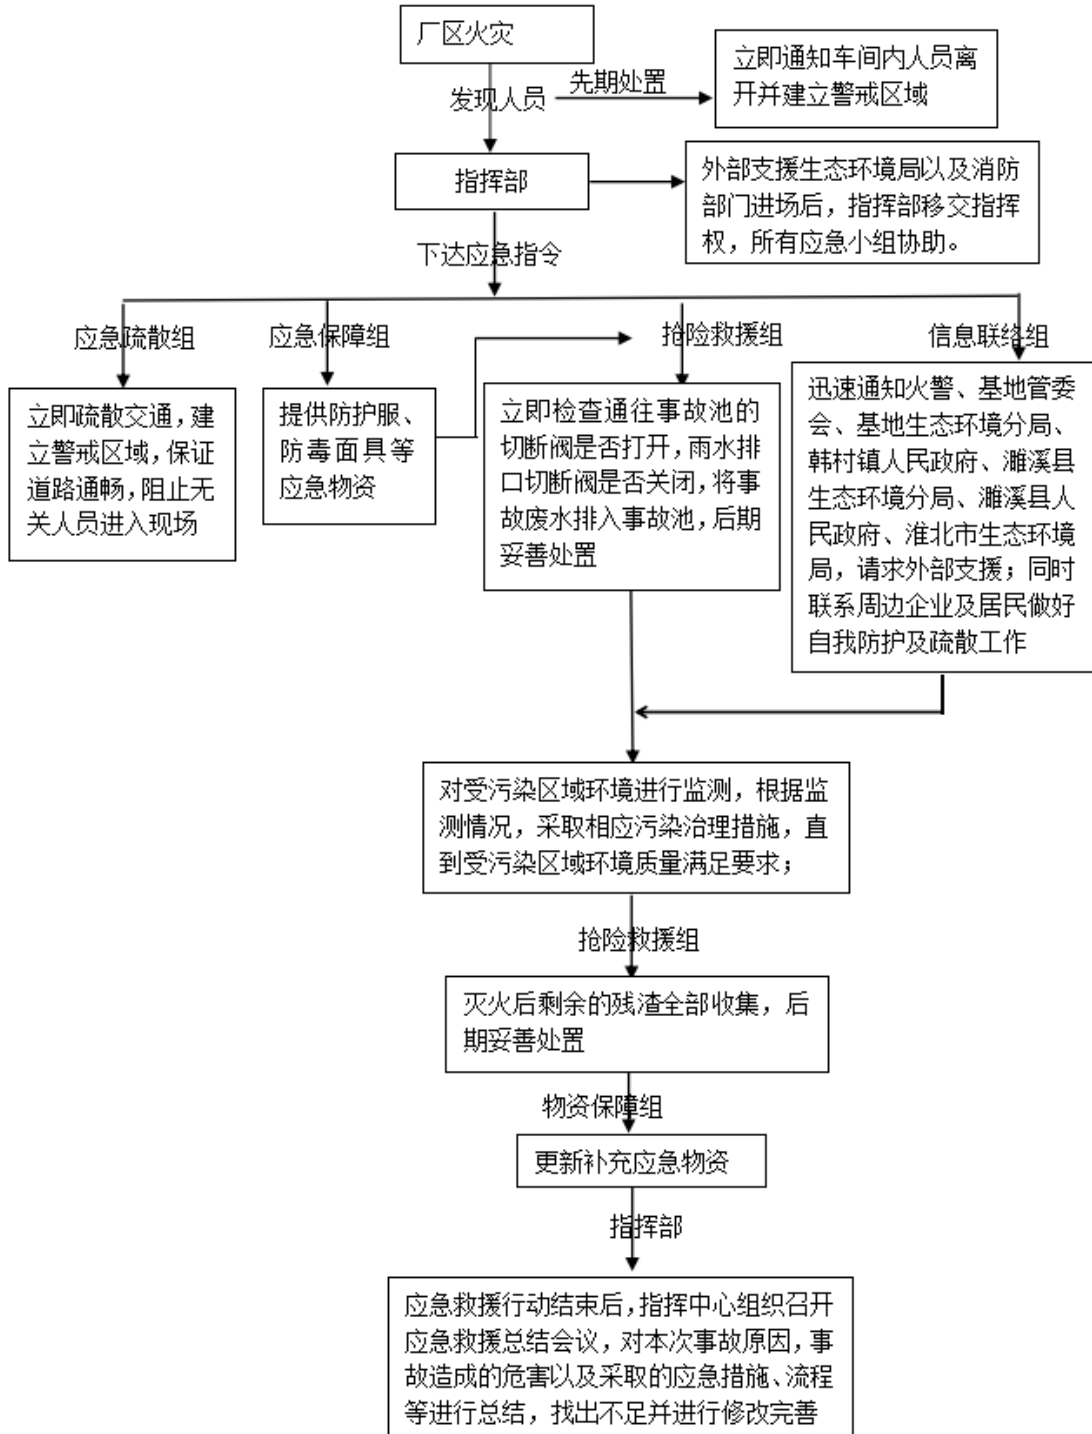 厂区火灾
立即通知车间内人员离
开并建立警戒区域
先期处置
发现人员
指挥部
外部支援生态环境局以及消防
部门进场后，指挥部移交指挥
权，所有应急小组协助。
下达应急指令
应急疏散组
应急保障组
抢险救援组
信息联络组
立即疏散交通，建
立警戒区域，保证
道路通畅，阻止无
关人员进入现场
提供防护服、
防毒面具等
应急物资
立即检查通往事故池的
切断阀是否打开，雨水排
口切断阀是否关闭，将事
故废水排入事故池，后期
妥善处置
迅速通知火警、基地管委
会、基地生态环境分局、
韩村镇人民政府、濉溪县
生态环境分局、濉溪县人
民政府、淮北市生态环境
局，请求外部支援；同时
联系周边企业及居民做好
自我防护及疏散工作
对受污染区域环境进行监测，根据监
测情况，采取相应污染治理措施，直
到受污染区域环境质量满足要求；
抢险救援组
灭火后剩余的残渣全部收集，后
期妥善处置
物资保障组
更新补充应急物资
指挥部
应急救援行动结束后，指挥中心组织召开
应急救援总结会议，对本次事故原因，事
故造成的危害以及采取的应急措施、流程
等进行总结，找出不足并进行修改完善